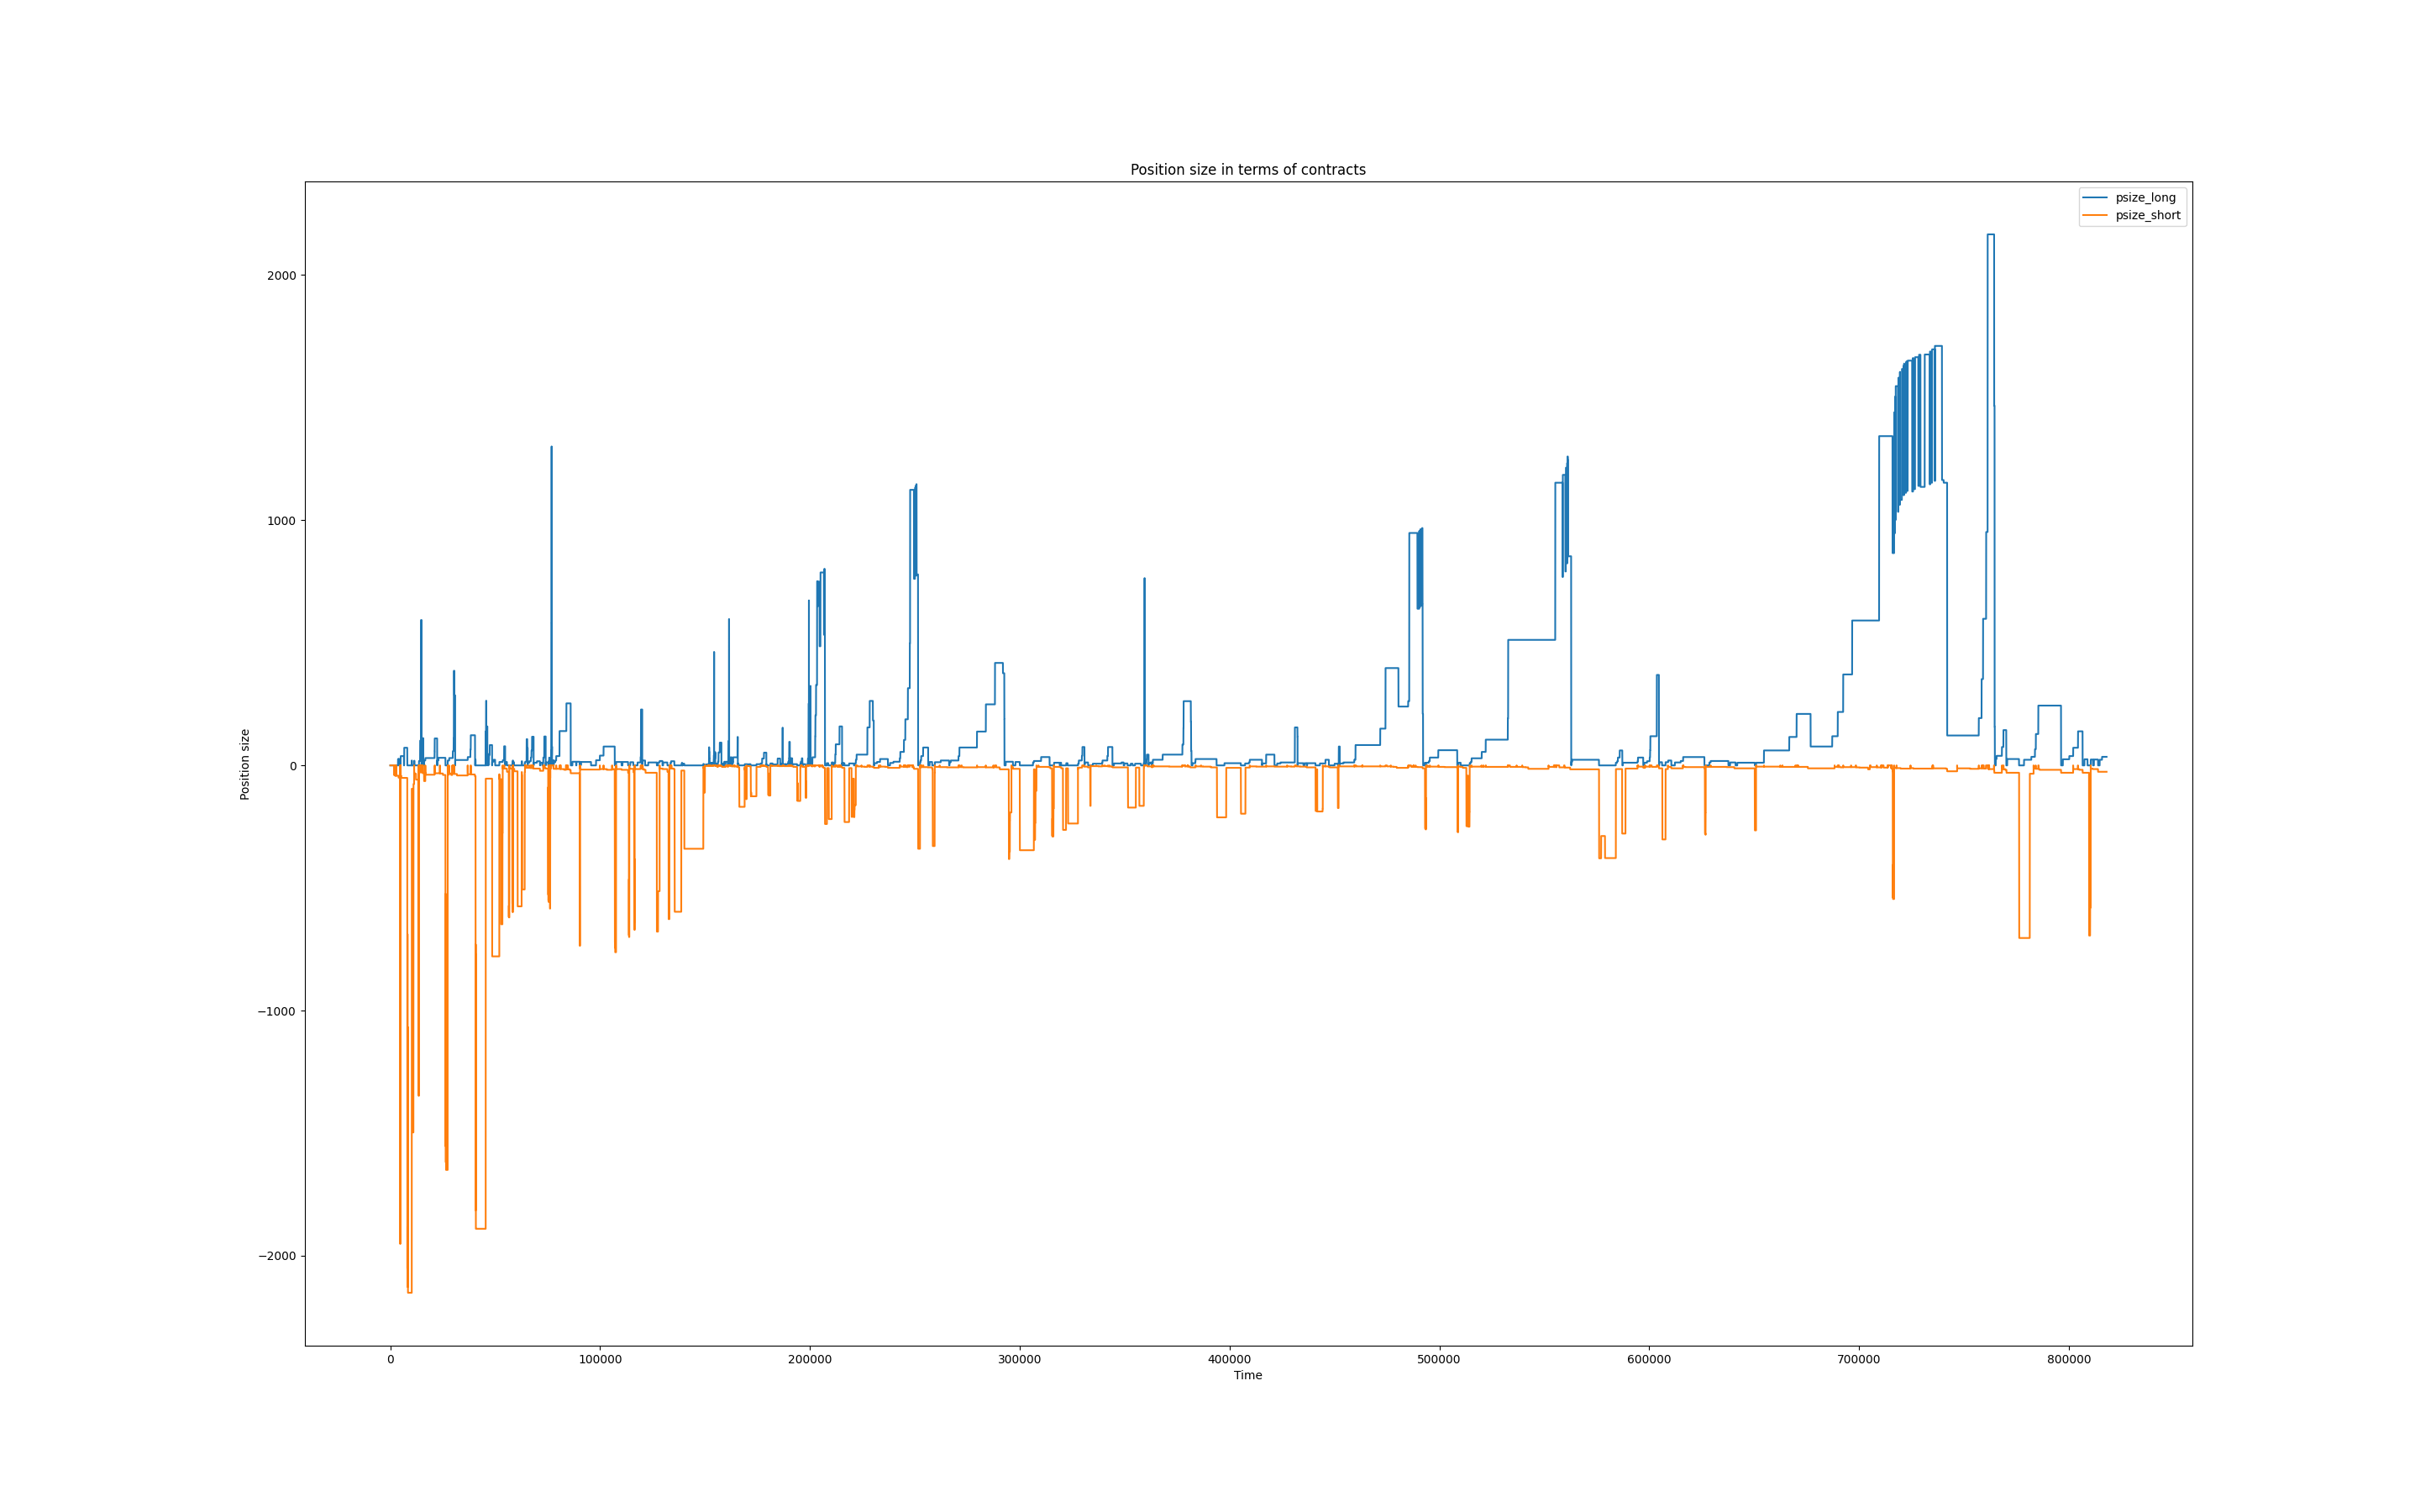 Position size in terms of contracts
psize_long
psize_short
2000
1000
0
−1000
−2000
Position size
0 100000 200000 300000 400000 500000 600000 700000 800000
Time